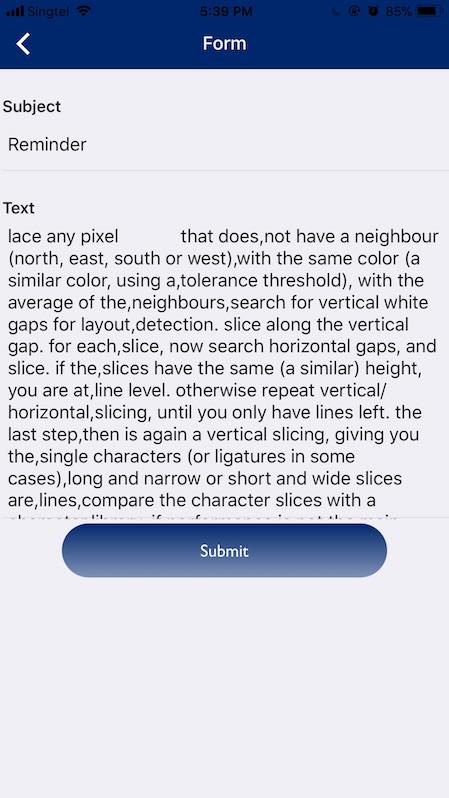 Singtel 5:39 PM 85%
Form
Subject
Reminder
Text
lace any pixel that does,not have a neighbour
(north, east, south or west),with the same color (a
similar color, using a,tolerance threshold), with the
average of the,neighbours,search for vertical white
gaps for layout,detection. slice along the vertical
gap. for each,slice, now search horizontal gaps, and
slice. if the,slices have the same (a similar) height,
you are at,line level. otherwise repeat vertical/
horizontal,slicing, until you only have lines left. the
last step,then is again a vertical slicing, giving you
the,single characters (or ligatures in some
cases),long and narrow or short and wide slices
are,lines,compare the character slices with a
Submit